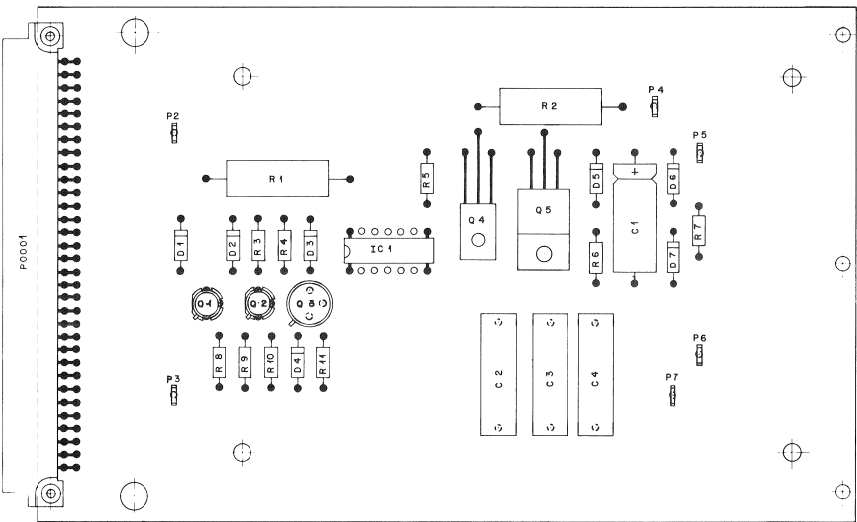 P4
R2
P2
P5
R1
R5
D5
+
D6
Q4
Q5
C1
R7
D1
D2
R3
R4
D3
IC1
R6
D7
P0001
Q1
Q2
Q3
R8
R9
R10
D4
R11
P6
P3
C2
C3
C4
P7